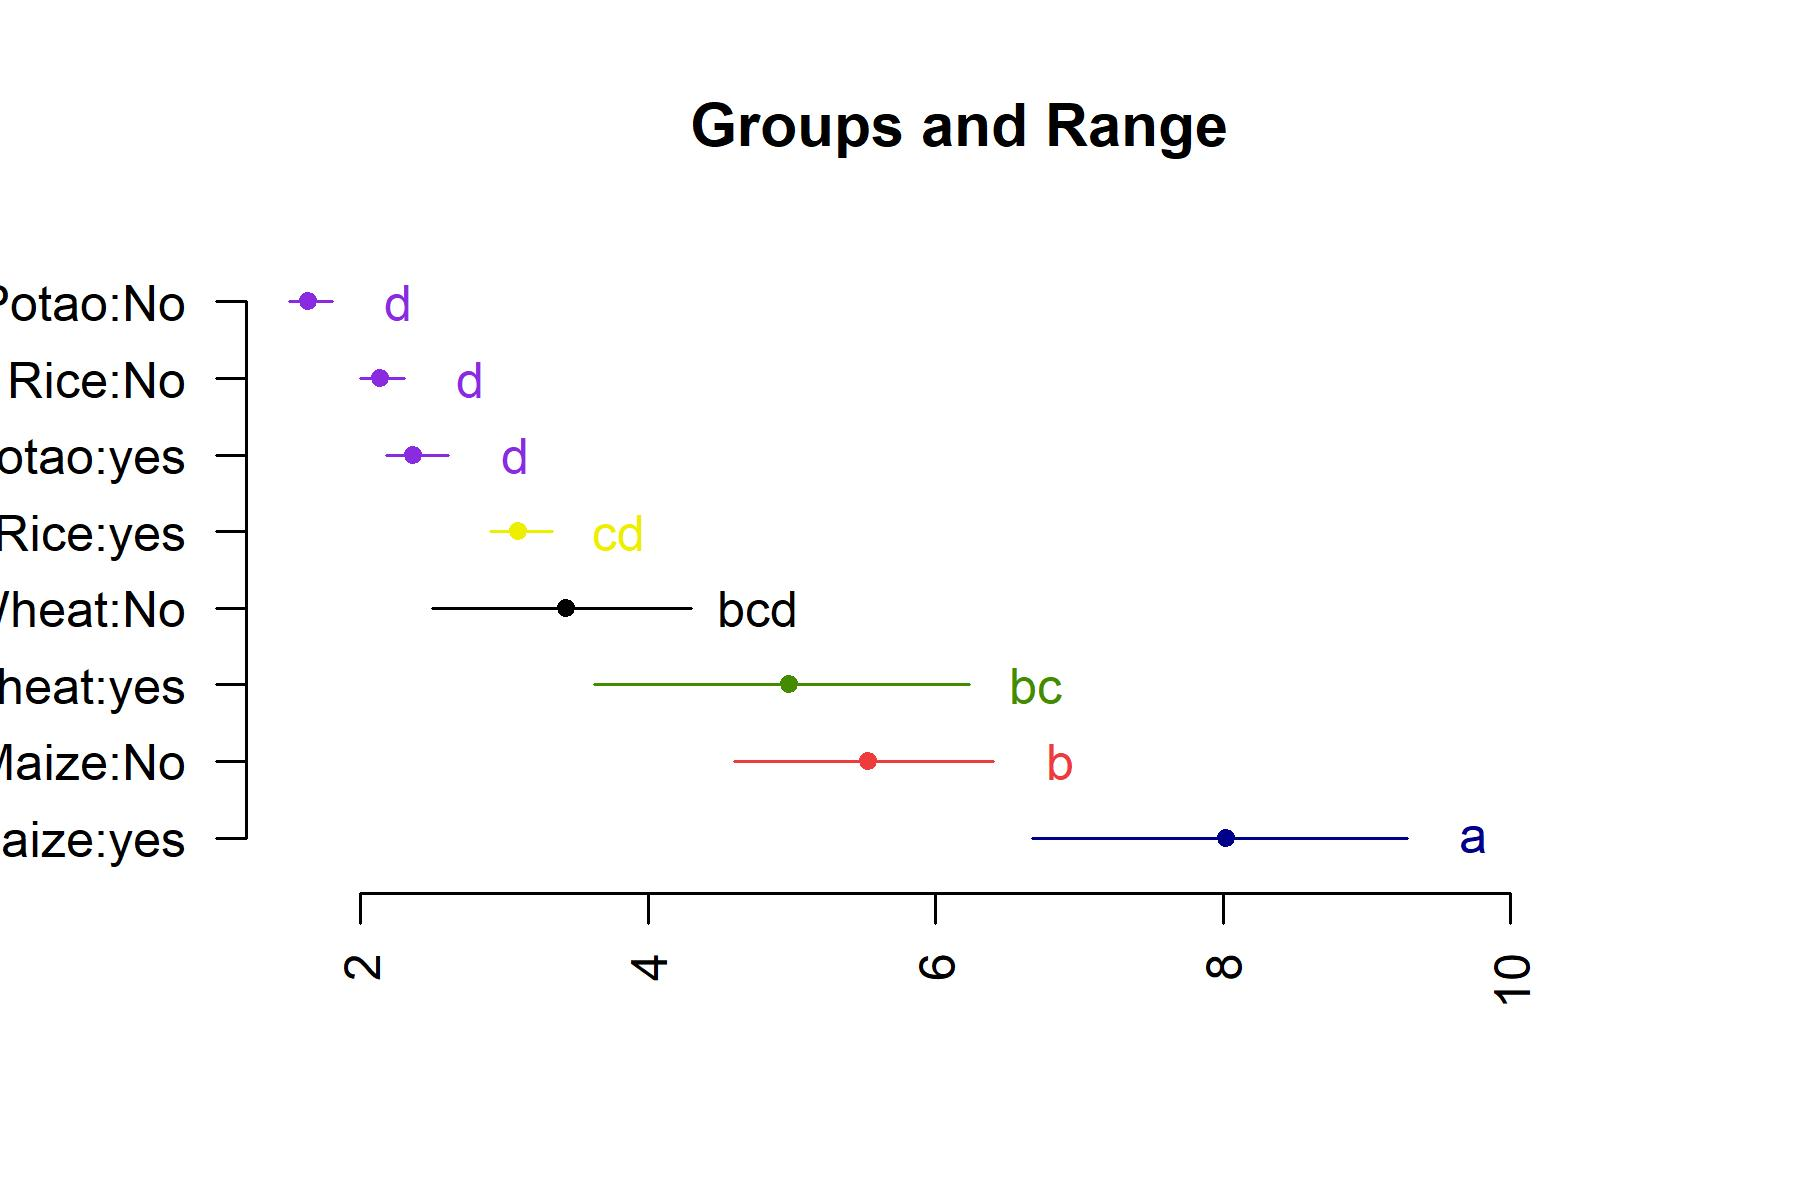 Groups and Range
Potao:No d
Rice:No d
otao:yes d
Rice:yes cd
Wheat:No bcd
heat:yes bc
Maize:No b
aize:yes a
2 4 6 8 10